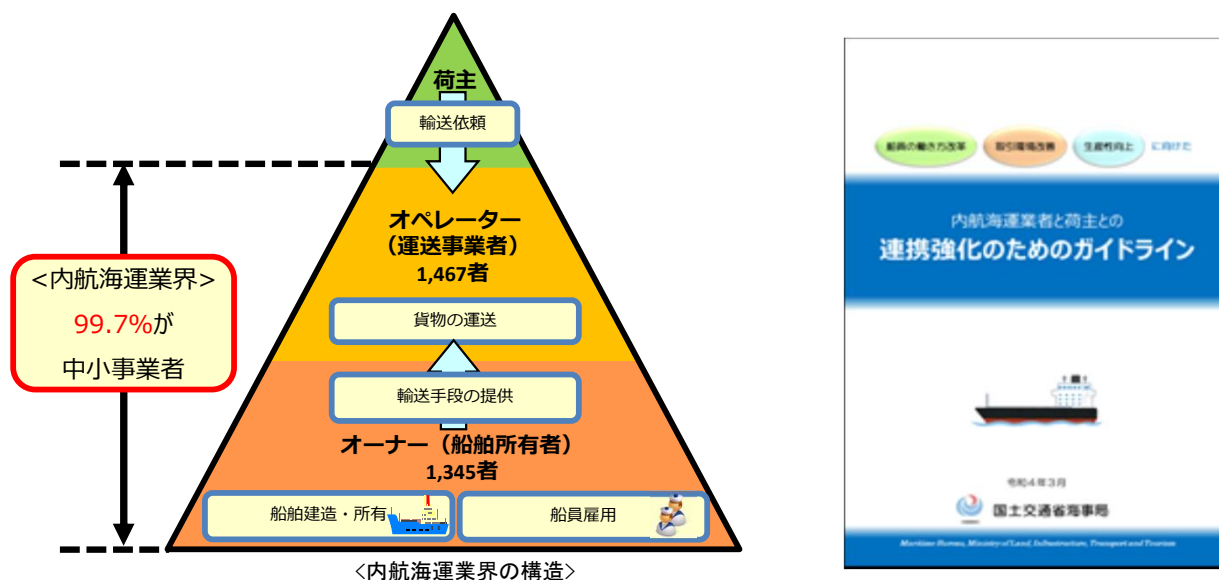 荷主
輸送依頼
オペレーター
（運送事業者）
1,467者
貨物の運送
<内航海運業界>
99.7%が
中小事業者
輸送手段の提供
オーナー（船舶所有者）
1,345者
船舶建造・所有
船員雇用
<内航海運業界の構造>
船員の働き方改革 取引環境改善 生産性向上 に向けた
内航海運業者と荷主との
連携強化のためのガイドライン
令和4年3月
国土交通省海事局
Maritime Bureau, Ministry of Land, Infrastructure, Transport and Tourism